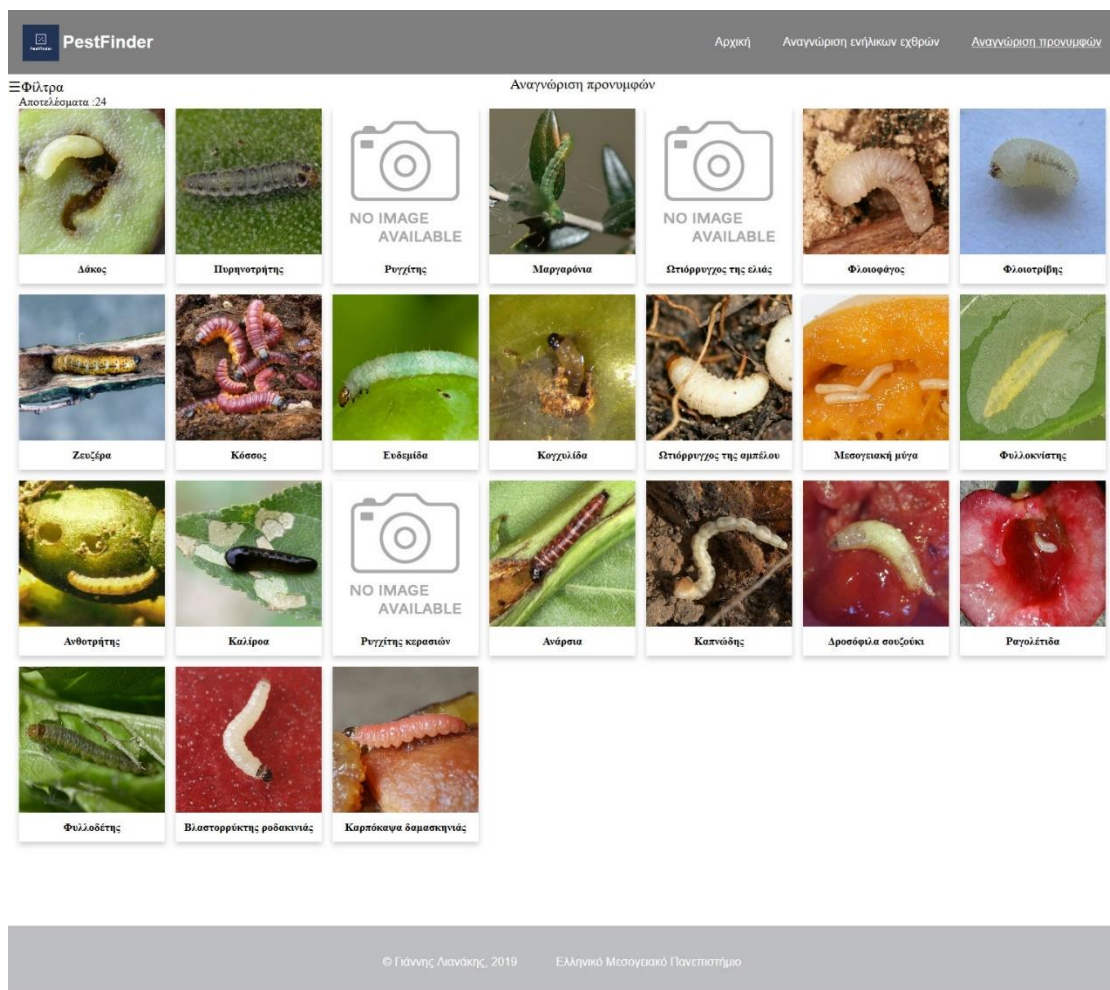 PestFinder
PestFinder
Αρχική
Αναγνώριση ενήλικων εχθρών
Αναγνώριση προνυμφών
☰Φίλτρα
Αναγνώριση προνυμφών
Αποτελέσματα :24
NO IMAGE
AVAILABLE
NO IMAGE
AVAILABLE
Δάκος
Πυρηνοτρήτης
Ρυγχίτης
Μαργαρόνια
Ωτιόρρυγχος της ελιάς
Φλοιοφάγος
Φλοιοτρίβης
Ζευζέρα
Κόσσος
Ευδεμίδα
Κογχυλίδα
Ωτιόρρυγχος της αμπέλου
Μεσογειακή μύγα
Φυλλοκνίστης
NO IMAGE
AVAILABLE
Ανθοτρήτης
Καλίροα
Ρυγχίτης κερασιών
Ανάρσια
Καπνώδης
Δροσόφιλα σουζούκι
Ραγολέτιδα
Φυλλοδέτης
Βλαστορρύκτης ροδακινιάς
Καρπόκαψα δαμασκηνιάς
© Γιάννης Λιανάκης, 2019
Ελληνικό Μεσογειακό Πανεπιστήμιο